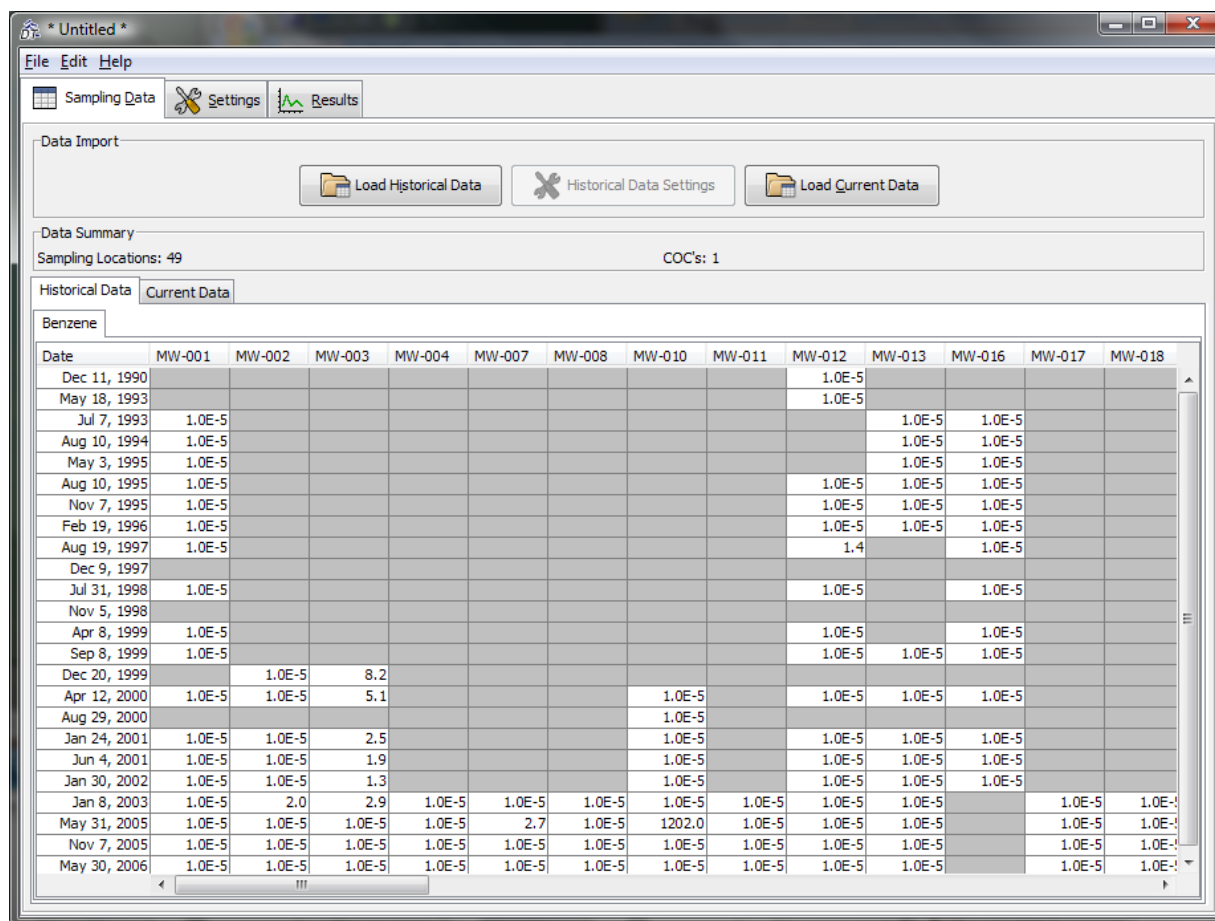 * Untitled *
File Edit Help
Sampling Data Settings Results
Data Import
Load Historical Data Historical Data Settings Load Current Data
Data Summary
Sampling Locations: 49 COC's: 1
Historical Data Current Data
Benzene
Date MW-001 MW-002 MW-003 MW-004 MW-007 MW-008 MW-010 MW-011 MW-012 MW-013 MW-016 MW-017 MW-018
Dec 11, 1990 1.0E-5
May 18, 1993 1.0E-5
Jul 7, 1993 1.0E-5 1.0E-5 1.0E-5
Aug 10, 1994 1.0E-5 1.0E-5 1.0E-5
May 3, 1995 1.0E-5 1.0E-5 1.0E-5
Aug 10, 1995 1.0E-5 1.0E-5 1.0E-5 1.0E-5
Nov 7, 1995 1.0E-5 1.0E-5 1.0E-5 1.0E-5
Feb 19, 1996 1.0E-5 1.0E-5 1.0E-5 1.0E-5
Aug 19, 1997 1.0E-5 1.4 1.0E-5
Dec 9, 1997
Jul 31, 1998 1.0E-5 1.0E-5 1.0E-5
Nov 5, 1998
Apr 8, 1999 1.0E-5 1.0E-5 1.0E-5
Sep 8, 1999 1.0E-5 1.0E-5 1.0E-5 1.0E-5
Dec 20, 1999 1.0E-5 8.2
Apr 12, 2000 1.0E-5 1.0E-5 5.1 1.0E-5 1.0E-5 1.0E-5 1.0E-5
Aug 29, 2000 1.0E-5
Jan 24, 2001 1.0E-5 1.0E-5 2.5 1.0E-5 1.0E-5 1.0E-5 1.0E-5
Jun 4, 2001 1.0E-5 1.0E-5 1.9 1.0E-5 1.0E-5 1.0E-5 1.0E-5
Jan 30, 2002 1.0E-5 1.0E-5 1.3 1.0E-5 1.0E-5 1.0E-5 1.0E-5
Jan 8, 2003 1.0E-5 2.0 2.9 1.0E-5 1.0E-5 1.0E-5 1.0E-5 1.0E-5 1.0E-5 1.0E-5 1.0E-5
May 31, 2005 1.0E-5 1.0E-5 1.0E-5 1.0E-5 2.7 1.0E-5 1202.0 1.0E-5 1.0E-5 1.0E-5 1.0E-5
Nov 7, 2005 1.0E-5 1.0E-5 1.0E-5 1.0E-5 1.0E-5 1.0E-5 1.0E-5 1.0E-5 1.0E-5 1.0E-5 1.0E-5
May 30, 2006 1.0E-5 1.0E-5 1.0E-5 1.0E-5 1.0E-5 1.0E-5 1.0E-5 1.0E-5 1.0E-5 1.0E-5 1.0E-5